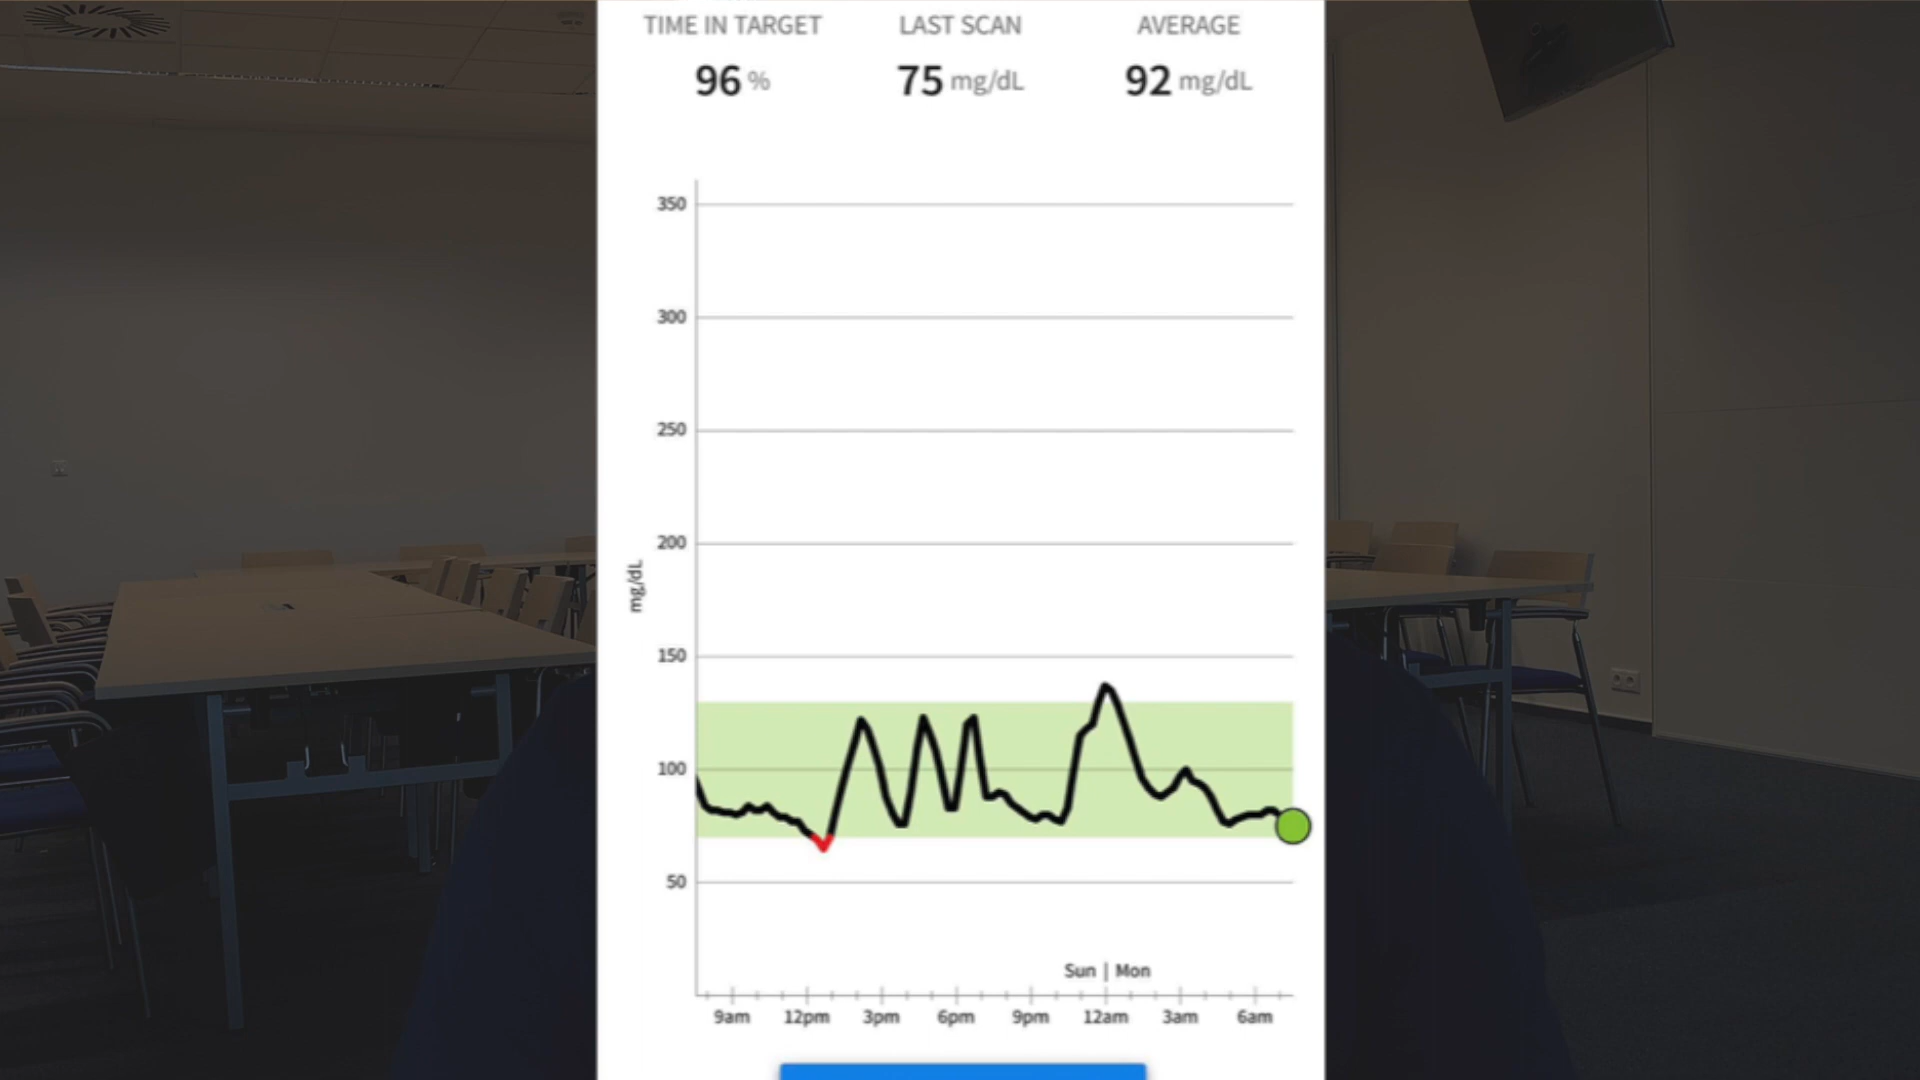 TIME IN TARGET LAST SCAN AVERAGE
96 % 75 mg/dL 92 mg/dL
350
300
250
200
mg/dL
150
100
50
Sun | Mon
9am 12pm 3pm 6pm 9pm 12am 3am 6am